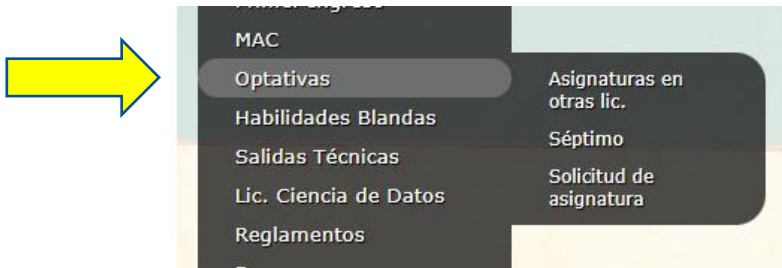 MAC
Optativas
Habilidades Blandas
Salidas Técnicas
Lic. Ciencia de Datos
Reglamentos
Asignaturas en
otras lic.
Séptimo
Solicitud de
asignatura